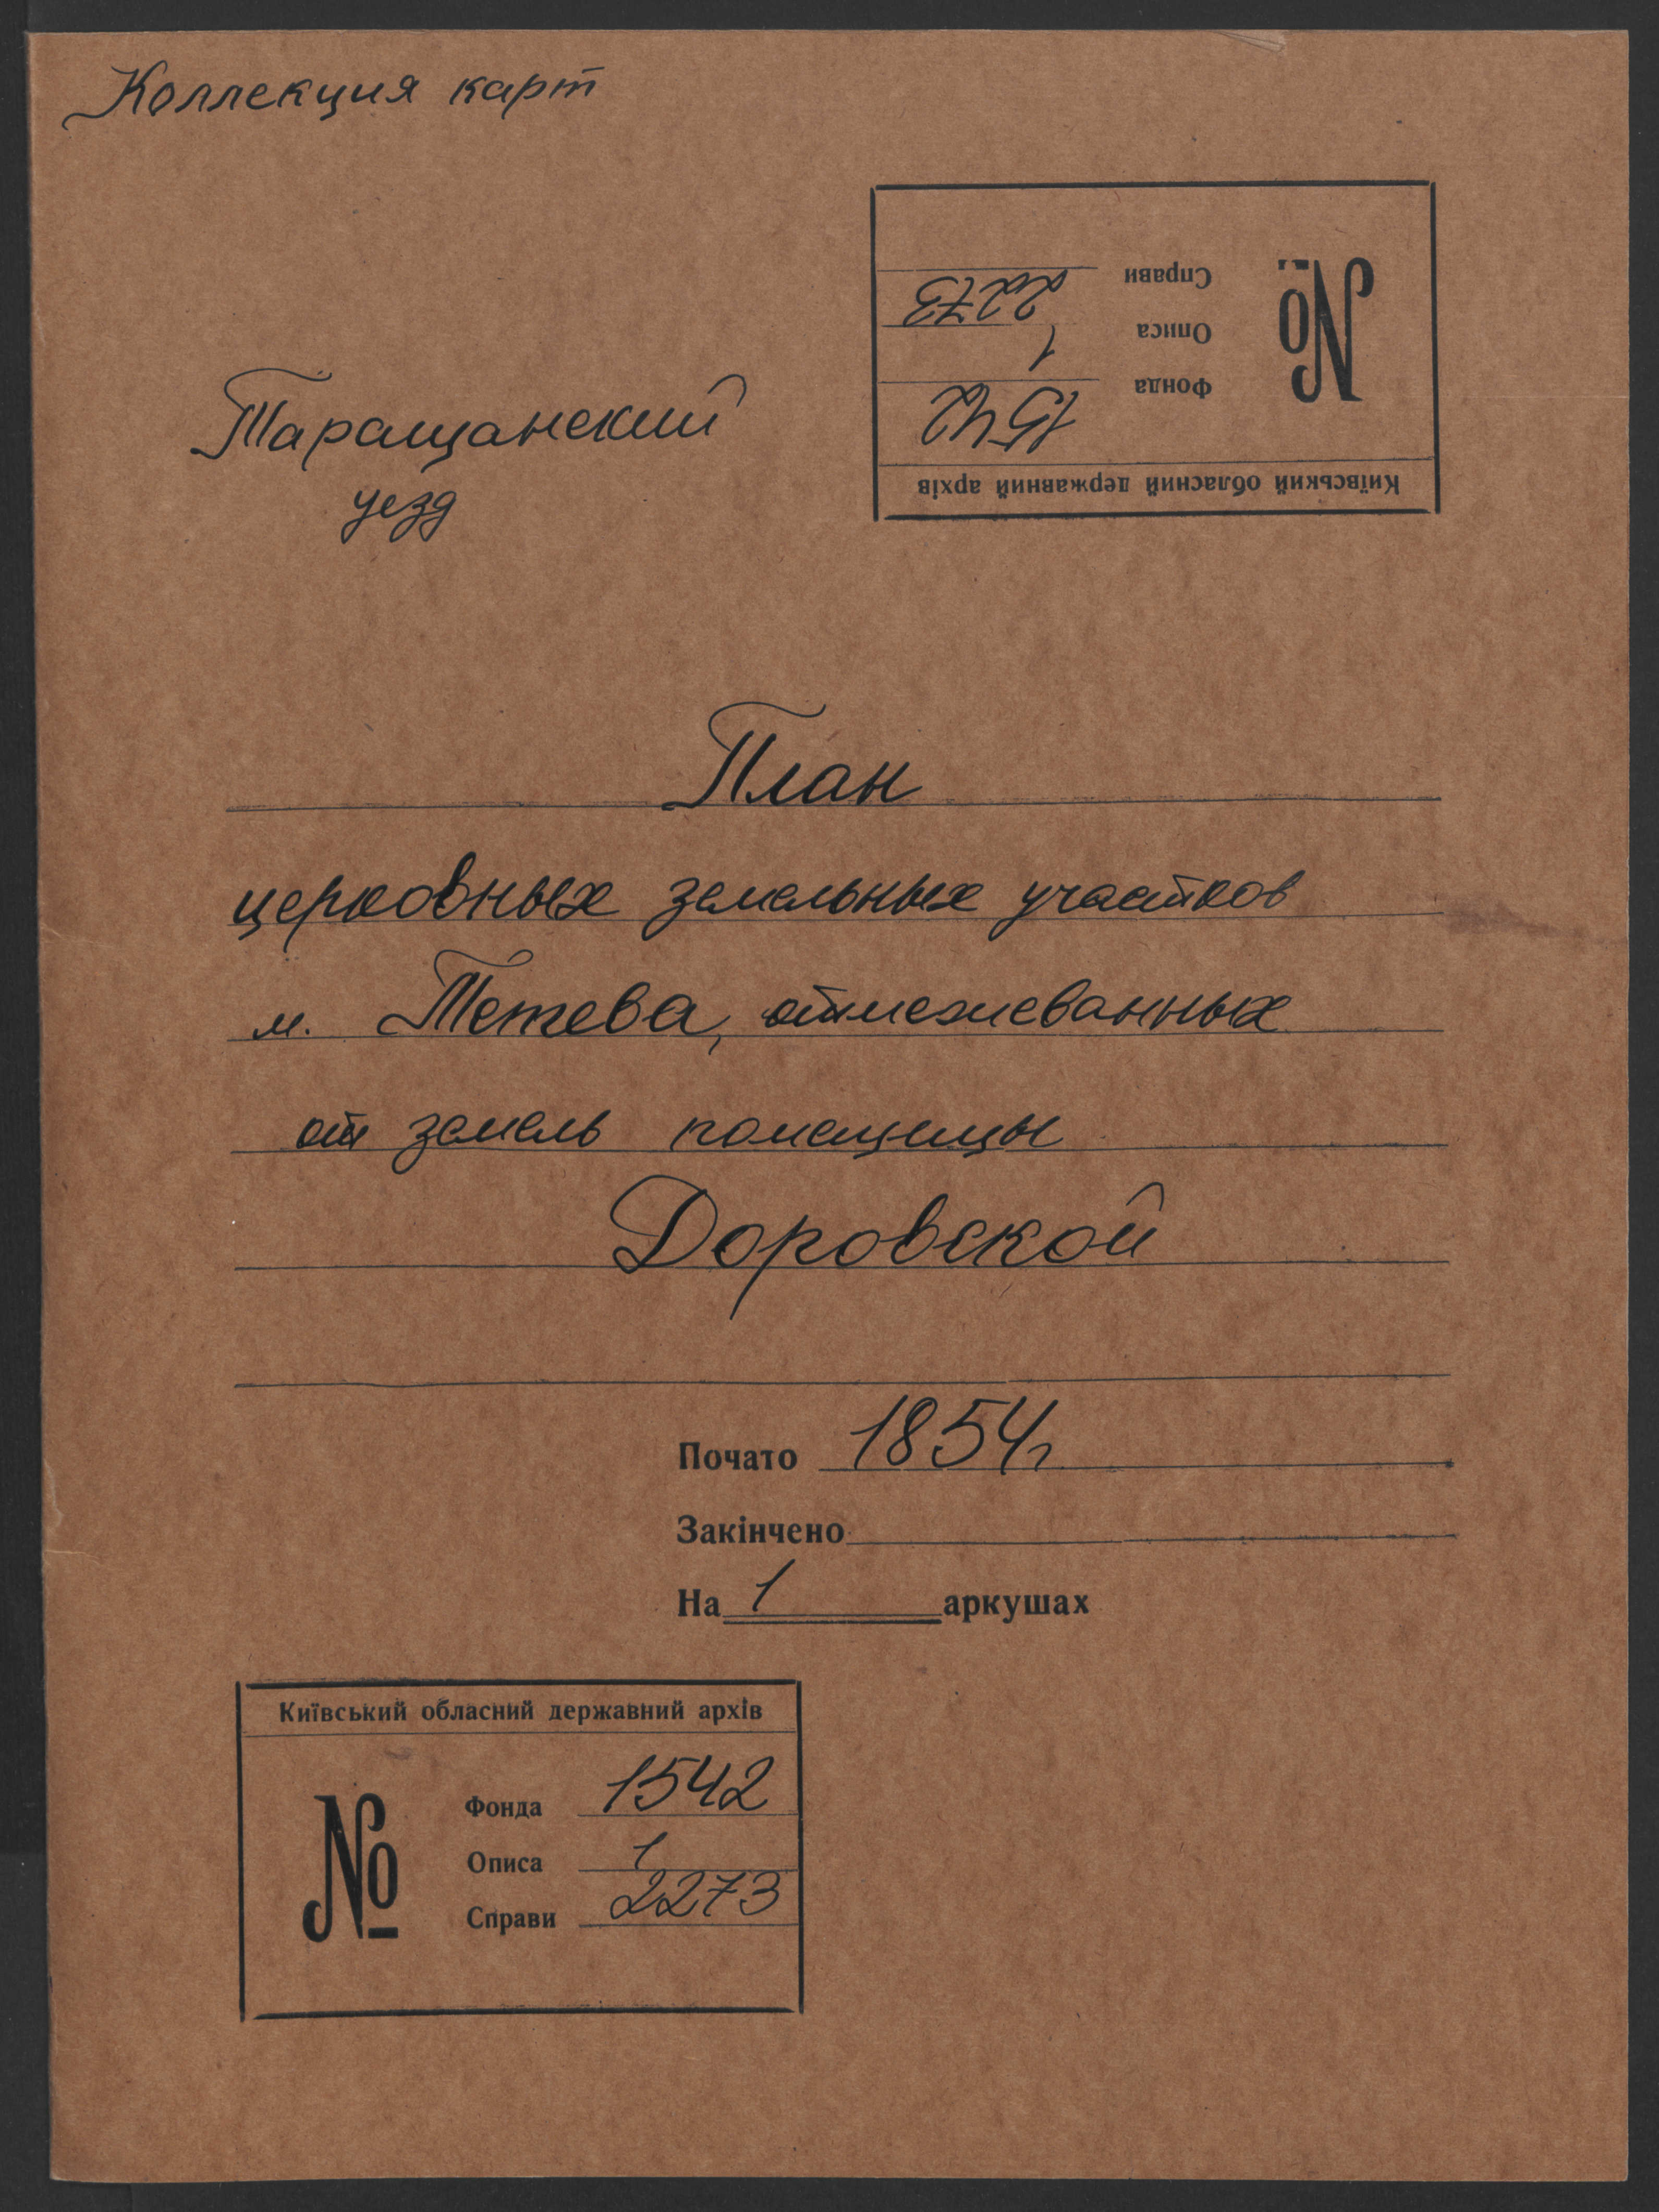 Коллекция карт
Київський обласний державний архів
№
Фонда 1542
Описа 1
Справи 2273
Таращанский
уезд
План
церковных земельных участков
м. Тетева, отмежеванных
от земель помещицы
Доровской
Почато 1854г
Закінчено
На 1 аркушах
Київський обласний державний архів
№
Фонда 1542
Описа 1
Справи 2273